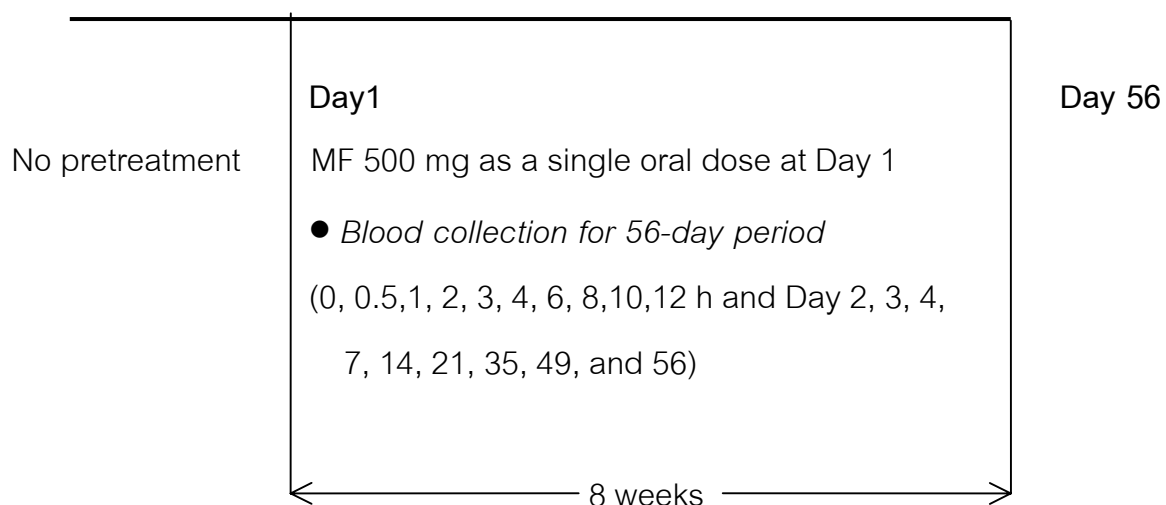 Day1
Day 56
No pretreatment
MF 500 mg as a single oral dose at Day 1
● Blood collection for 56-day period
(0, 0.5,1, 2, 3, 4, 6, 8,10,12 h and Day 2, 3, 4,
7, 14, 21, 35, 49, and 56)
8 weeks